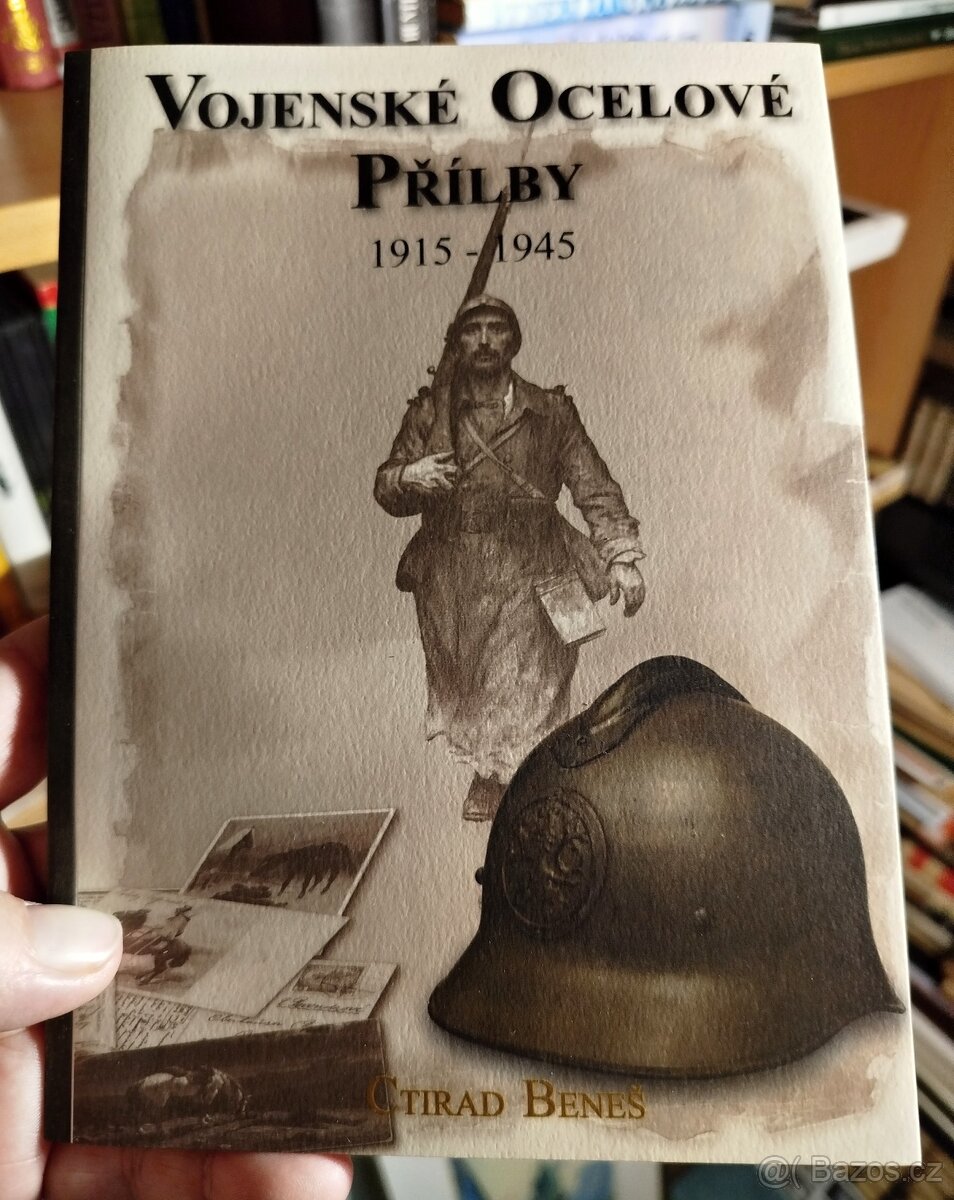 Vojenské Ocelové
Přílby
1915 - 1945
Ctirad Beneš
@( Bazos.cz